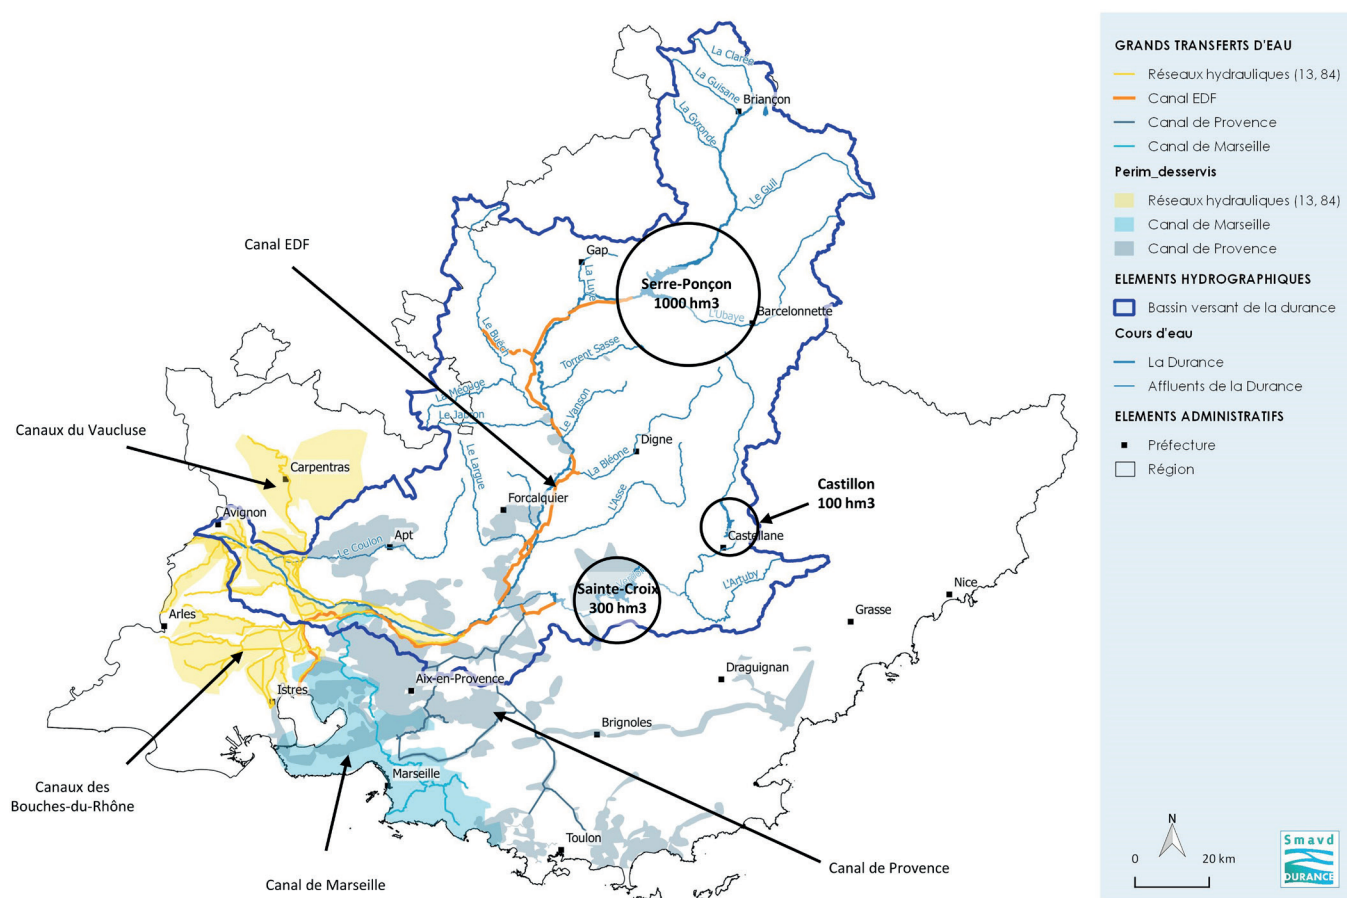 La Clarée
La Guisane
Briançon
La Gyronde
Le Guil
Canal EDF
Gap
La Luye
Serre-Ponçon
1000 hm3
L'Ubaye
Barcelonnette
Le Buëch
Torrent Sasse
La Méouge
Le Jabron
Le Vanson
Canaux du Vaucluse
Carpentras
Le Largue
Digne
La Bléone
Forcalquier
L'Asse
Castillon
100 hm3
Avignon
Apt
Le Coulon
Castellane
Verdon
Sainte-Croix
300 hm3
L'Artuby
Nice
Grasse
Arles
Draguignan
Aix-en-Provence
Istres
Brignoles
Canaux des
Bouches-du-Rhône
Marseille
Toulon
Canal de Provence
Canal de Marseille
GRANDS TRANSFERTS D'EAU
Réseaux hydrauliques (13, 84)
Canal EDF
Canal de Provence
Canal de Marseille
Perim_desservis
Réseaux hydrauliques (13, 84)
Canal de Marseille
Canal de Provence
ELEMENTS HYDROGRAPHIQUES
Bassin versant de la durance
Cours d'eau
La Durance
Affluents de la Durance
ELEMENTS ADMINISTRATIFS
Préfecture
Région
N
0 20 km
Smavd
DURANCE